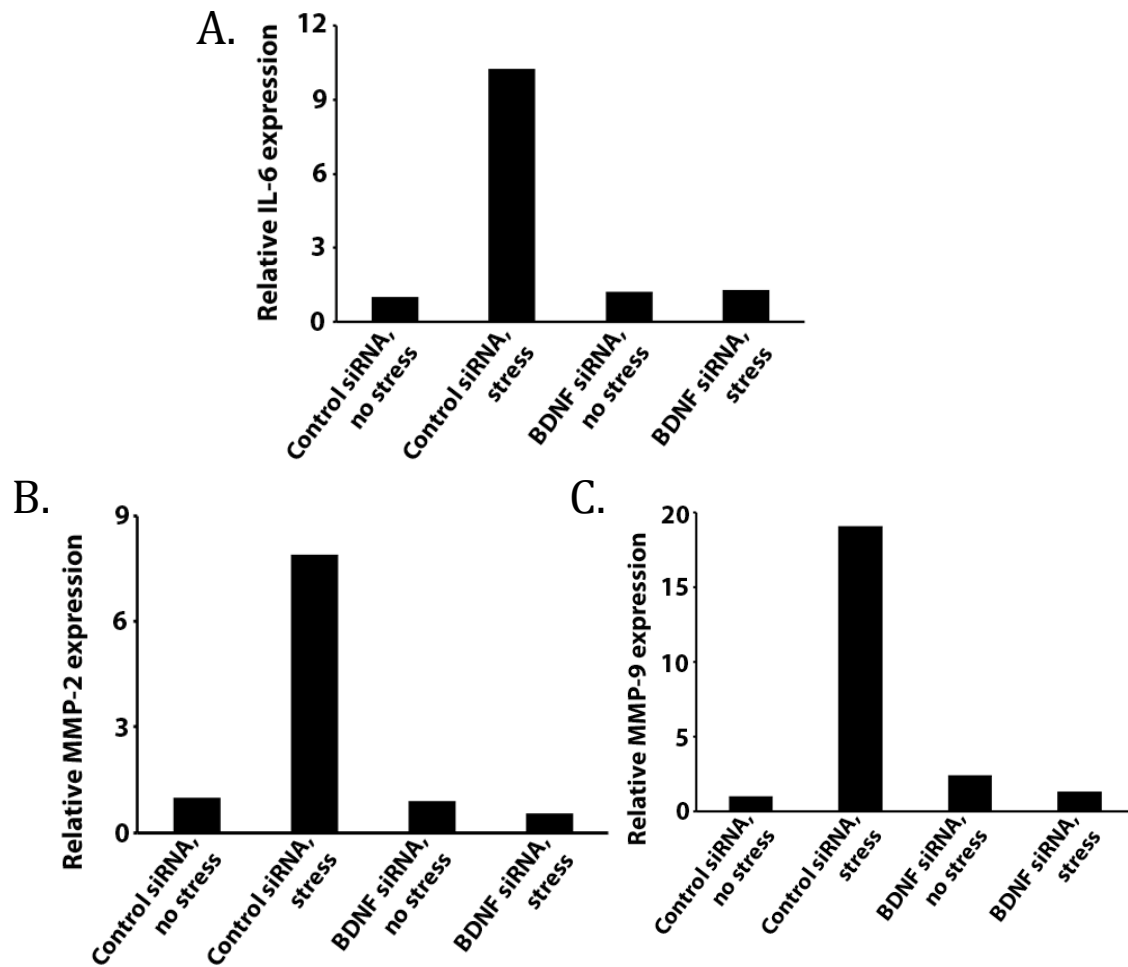 A.
Relative IL-6 expression
12
9
6
3
0
Control siRNA,
no stress
Control siRNA,
stress
BDNF siRNA,
no stress
BDNF siRNA,
stress
B.
Relative MMP-2 expression
9
6
3
0
Control siRNA,
no stress
Control siRNA,
stress
BDNF siRNA,
no stress
BDNF siRNA,
stress
C.
Relative MMP-9 expression
20
15
10
5
0
Control siRNA,
no stress
Control siRNA,
stress
BDNF siRNA,
no stress
BDNF siRNA,
stress